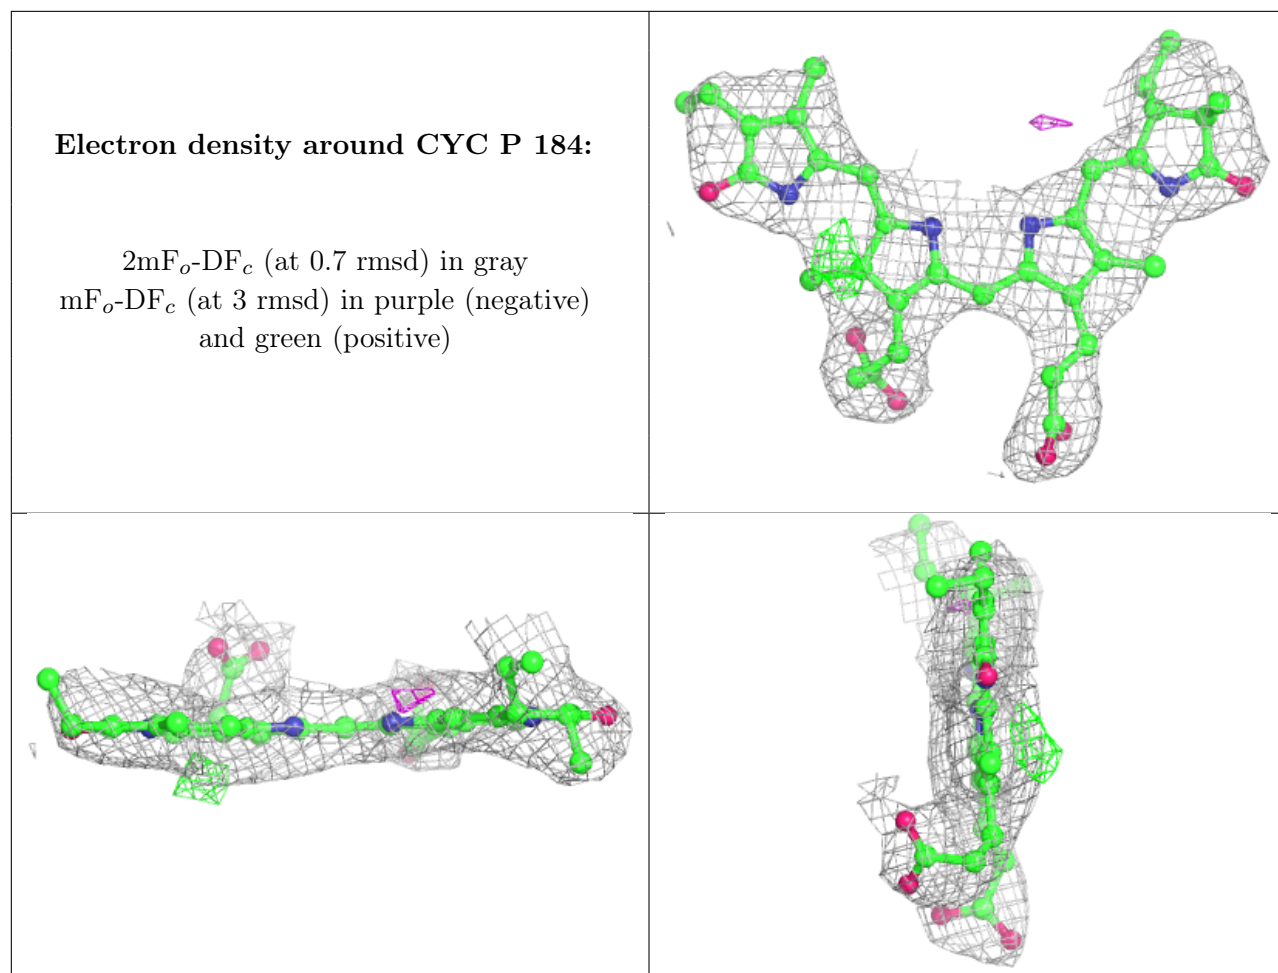 Electron density around CYC P 184:
2mFₒ-DF𝒸 (at 0.7 rmsd) in gray
mFₒ-DF𝒸 (at 3 rmsd) in purple (negative)
and green (positive)